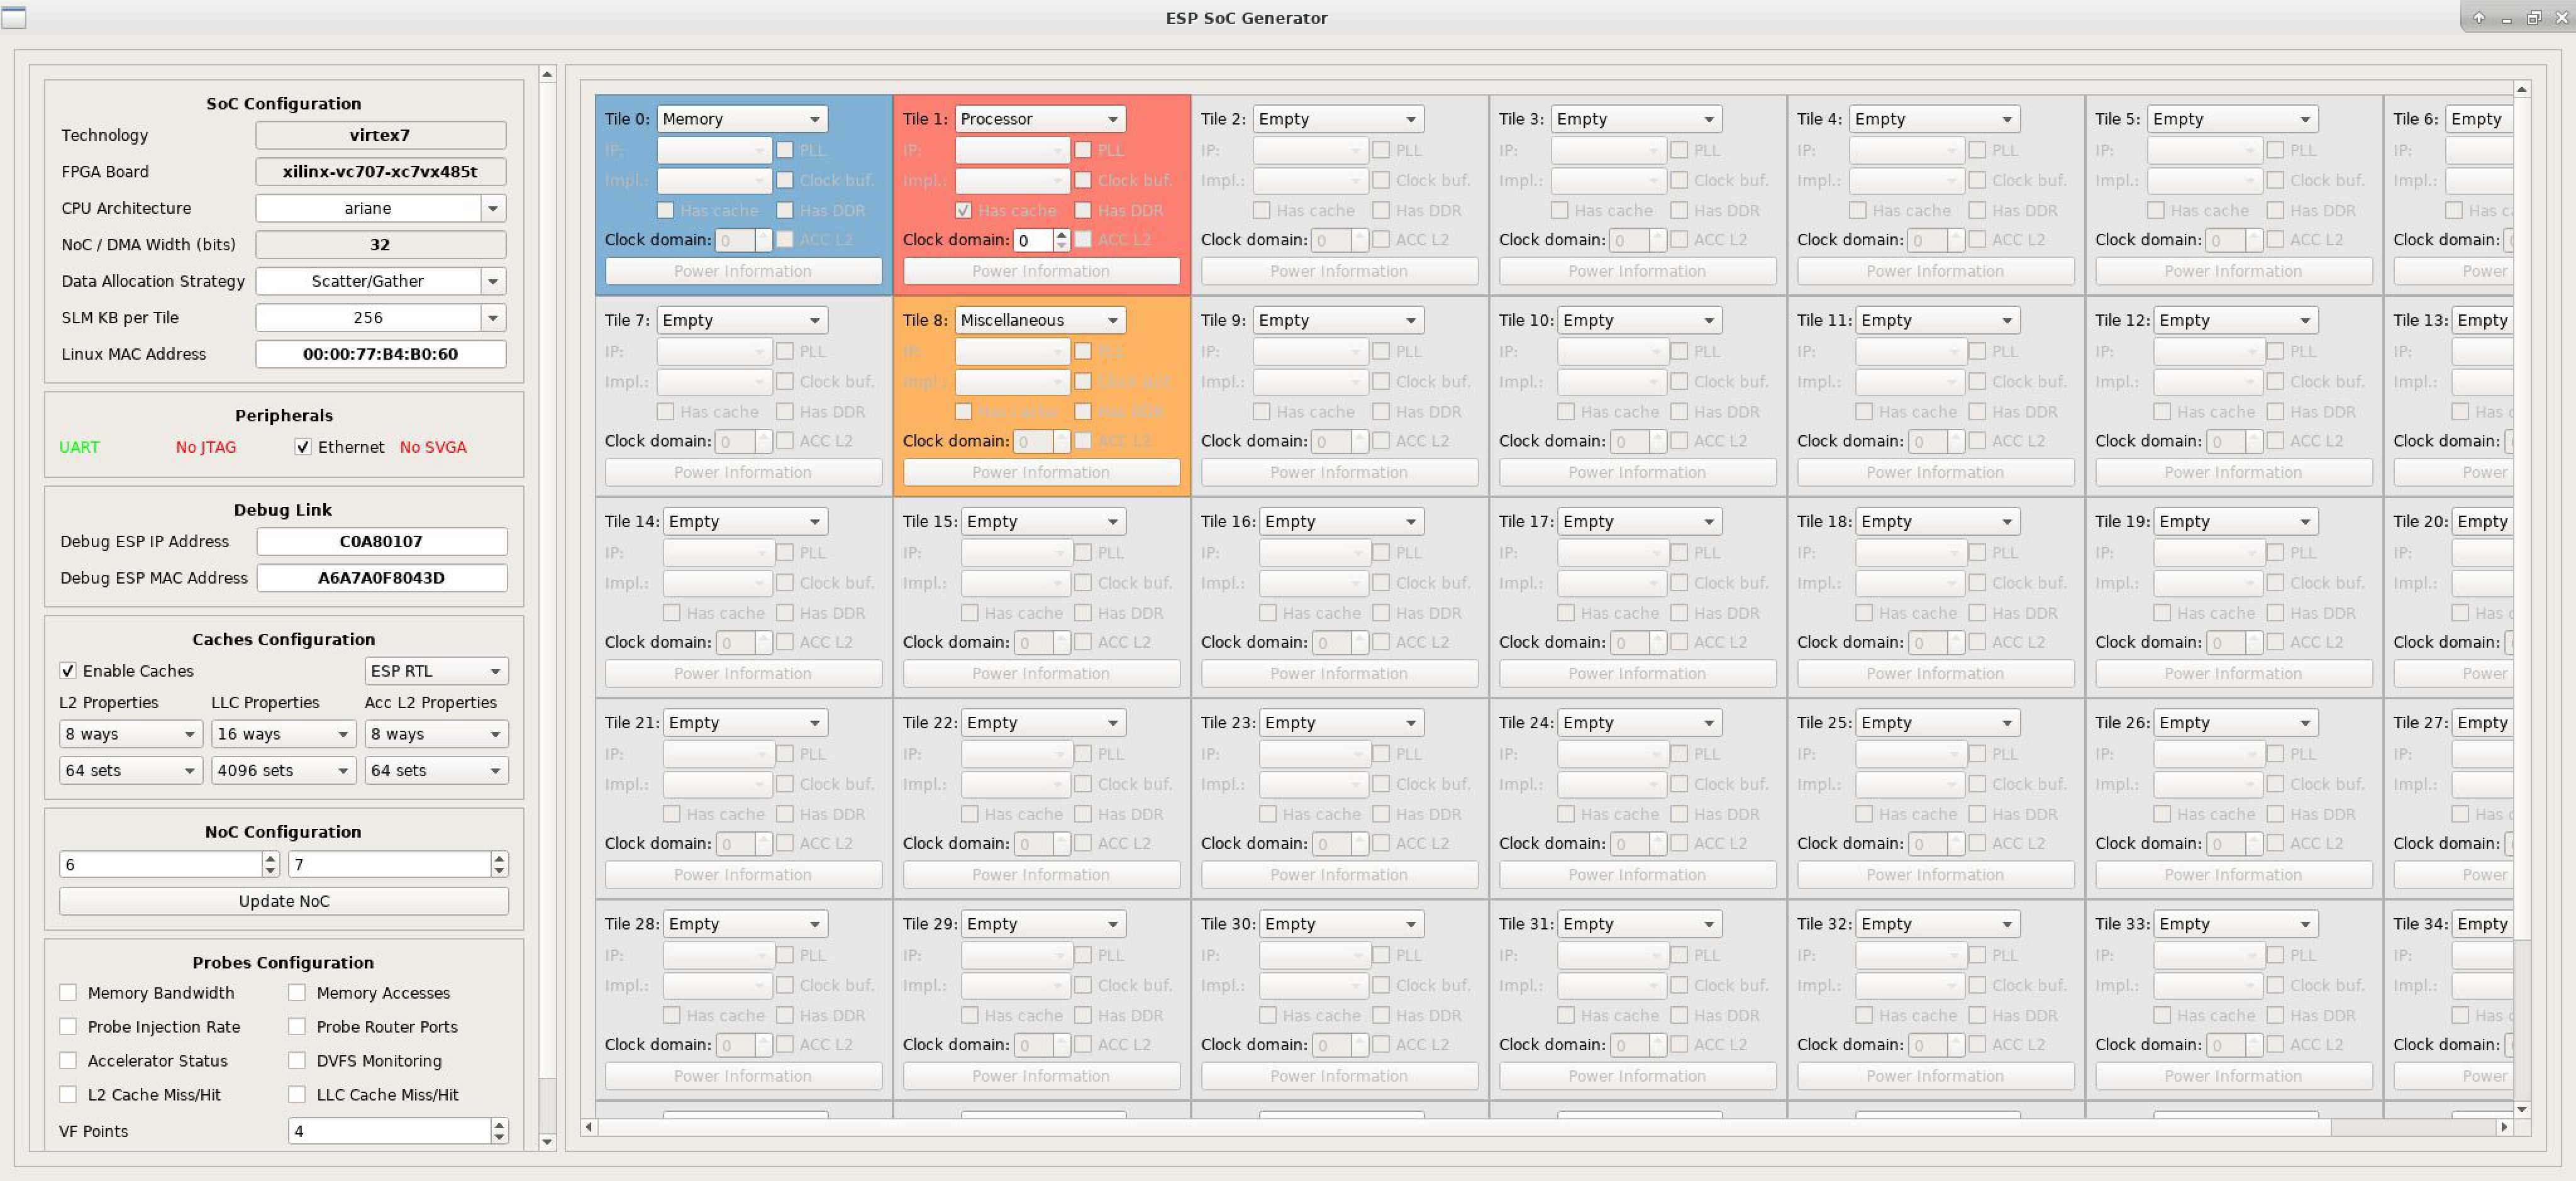 ESP SoC Generator
SoC Configuration
Technology virtex7
FPGA Board xilinx-vc707-xc7vx485t
CPU Architecture ariane
NoC / DMA Width (bits) 32
Data Allocation Strategy Scatter/Gather
SLM KB per Tile 256
Linux MAC Address 00:00:77:B4:B0:60
Peripherals
UART No JTAG Ethernet No SVGA
Debug Link
Debug ESP IP Address C0A80107
Debug ESP MAC Address A6A7A0F8043D
Caches Configuration
Enable Caches ESP RTL
L2 Properties LLC Properties Acc L2 Properties
8 ways 16 ways 8 ways
64 sets 4096 sets 64 sets
NoC Configuration
6 7
Update NoC
Probes Configuration
Memory Bandwidth Memory Accesses
Probe Injection Rate Probe Router Ports
Accelerator Status DVFS Monitoring
L2 Cache Miss/Hit LLC Cache Miss/Hit
VF Points 4
Tile 0: Memory Tile 1: Processor Tile 2: Empty Tile 3: Empty Tile 4: Empty Tile 5: Empty Tile 6: Empty
IP: PLL IP: PLL IP: PLL IP: PLL IP: PLL IP: PLL IP:
Impl.: Clock buf. Impl.: Clock buf. Impl.: Clock buf. Impl.: Clock buf. Impl.: Clock buf. Impl.: Clock buf. Impl.:
Has cache Has DDR Has cache Has DDR Has cache Has DDR Has cache Has DDR Has cache Has DDR Has cache Has DDR Has c
Clock domain: 0 ACC L2 Clock domain: 0 ACC L2 Clock domain: 0 ACC L2 Clock domain: 0 ACC L2 Clock domain: 0 ACC L2 Clock domain: 0 ACC L2 Clock domain:
Power Information Power Information Power Information Power Information Power Information Power Information Power
Tile 7: Empty Tile 8: Miscellaneous Tile 9: Empty Tile 10: Empty Tile 11: Empty Tile 12: Empty Tile 13: Empty
IP: PLL IP: PLL IP: PLL IP: PLL IP: PLL IP: PLL IP:
Impl.: Clock buf. Impl.: Clock buf. Impl.: Clock buf. Impl.: Clock buf. Impl.: Clock buf. Impl.: Clock buf. Impl.:
Has cache Has DDR Has cache Has DDR Has cache Has DDR Has cache Has DDR Has cache Has DDR Has cache Has DDR Has c
Clock domain: 0 ACC L2 Clock domain: 0 ACC L2 Clock domain: 0 ACC L2 Clock domain: 0 ACC L2 Clock domain: 0 ACC L2 Clock domain: 0 ACC L2 Clock domain:
Power Information Power Information Power Information Power Information Power Information Power Information Power
Tile 14: Empty Tile 15: Empty Tile 16: Empty Tile 17: Empty Tile 18: Empty Tile 19: Empty Tile 20: Empty
IP: PLL IP: PLL IP: PLL IP: PLL IP: PLL IP: PLL IP:
Impl.: Clock buf. Impl.: Clock buf. Impl.: Clock buf. Impl.: Clock buf. Impl.: Clock buf. Impl.: Clock buf. Impl.:
Has cache Has DDR Has cache Has DDR Has cache Has DDR Has cache Has DDR Has cache Has DDR Has cache Has DDR Has c
Clock domain: 0 ACC L2 Clock domain: 0 ACC L2 Clock domain: 0 ACC L2 Clock domain: 0 ACC L2 Clock domain: 0 ACC L2 Clock domain: 0 ACC L2 Clock domain:
Power Information Power Information Power Information Power Information Power Information Power Information Power
Tile 21: Empty Tile 22: Empty Tile 23: Empty Tile 24: Empty Tile 25: Empty Tile 26: Empty Tile 27: Empty
IP: PLL IP: PLL IP: PLL IP: PLL IP: PLL IP: PLL IP:
Impl.: Clock buf. Impl.: Clock buf. Impl.: Clock buf. Impl.: Clock buf. Impl.: Clock buf. Impl.: Clock buf. Impl.:
Has cache Has DDR Has cache Has DDR Has cache Has DDR Has cache Has DDR Has cache Has DDR Has cache Has DDR Has c
Clock domain: 0 ACC L2 Clock domain: 0 ACC L2 Clock domain: 0 ACC L2 Clock domain: 0 ACC L2 Clock domain: 0 ACC L2 Clock domain: 0 ACC L2 Clock domain:
Power Information Power Information Power Information Power Information Power Information Power Information Power
Tile 28: Empty Tile 29: Empty Tile 30: Empty Tile 31: Empty Tile 32: Empty Tile 33: Empty Tile 34: Empty
IP: PLL IP: PLL IP: PLL IP: PLL IP: PLL IP: PLL IP:
Impl.: Clock buf. Impl.: Clock buf. Impl.: Clock buf. Impl.: Clock buf. Impl.: Clock buf. Impl.: Clock buf. Impl.:
Has cache Has DDR Has cache Has DDR Has cache Has DDR Has cache Has DDR Has cache Has DDR Has cache Has DDR Has c
Clock domain: 0 ACC L2 Clock domain: 0 ACC L2 Clock domain: 0 ACC L2 Clock domain: 0 ACC L2 Clock domain: 0 ACC L2 Clock domain: 0 ACC L2 Clock domain:
Power Information Power Information Power Information Power Information Power Information Power Information Power